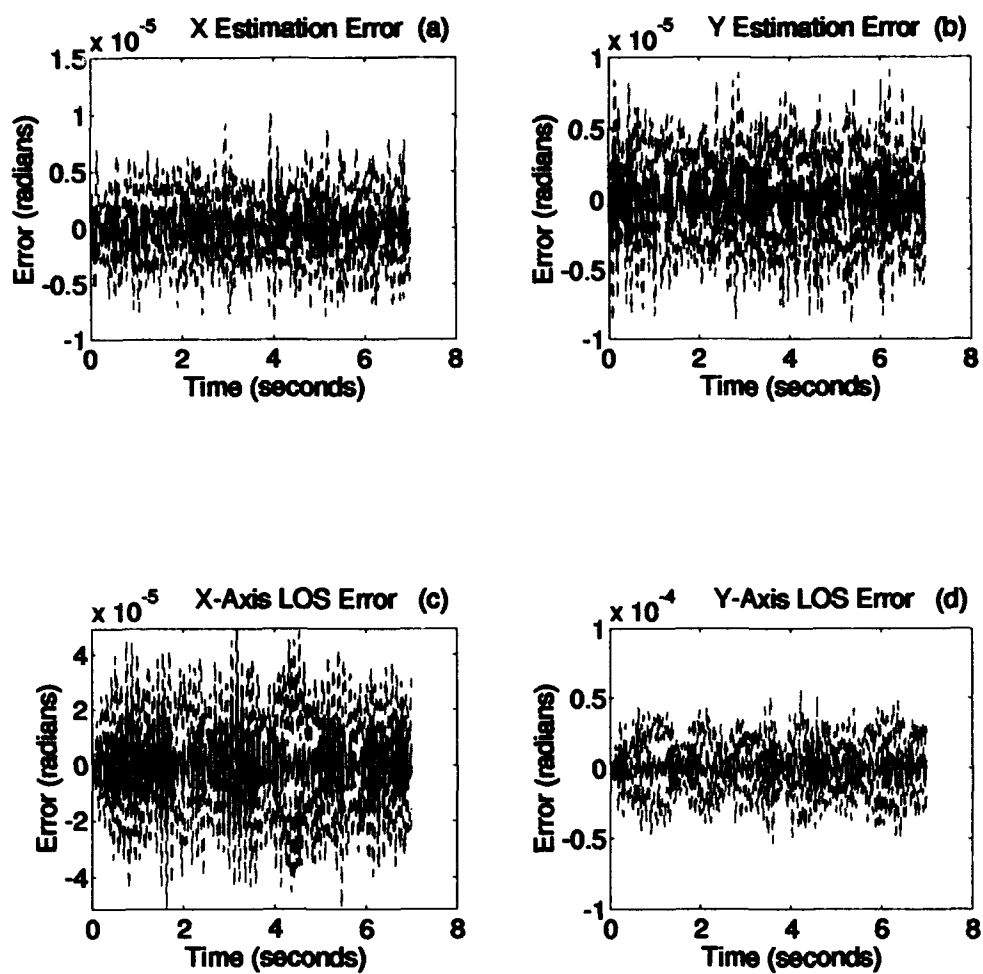 x 10-5 X Estimation Error (a)
1.5
1
0.5
0
-0.5
-1
Error (radians)
0 2 4 6 8
Time (seconds)
x 10-5 Y Estimation Error (b)
1
0.5
0
-0.5
-1
Error (radians)
0 2 4 6 8
Time (seconds)
x 10-5 X-Axis LOS Error (c)
4
2
0
-2
-4
Error (radians)
0 2 4 6 8
Time (seconds)
x 10-4 Y-Axis LOS Error (d)
1
0.5
0
-0.5
-1
Error (radians)
0 2 4 6 8
Time (seconds)